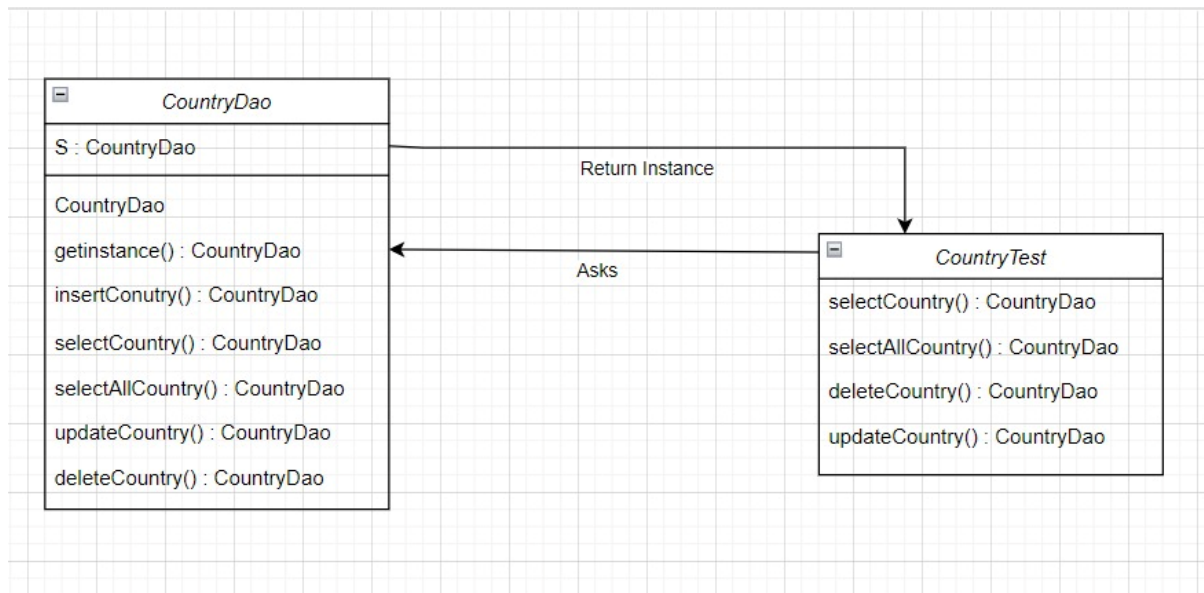 CountryDao
S : CountryDao
CountryDao
getinstance() : CountryDao
insertConutry() : CountryDao
selectCountry() : CountryDao
selectAllCountry() : CountryDao
updateCountry() : CountryDao
deleteCountry() : CountryDao
Return Instance
Asks
CountryTest
selectCountry() : CountryDao
selectAllCountry() : CountryDao
deleteCountry() : CountryDao
updateCountry() : CountryDao